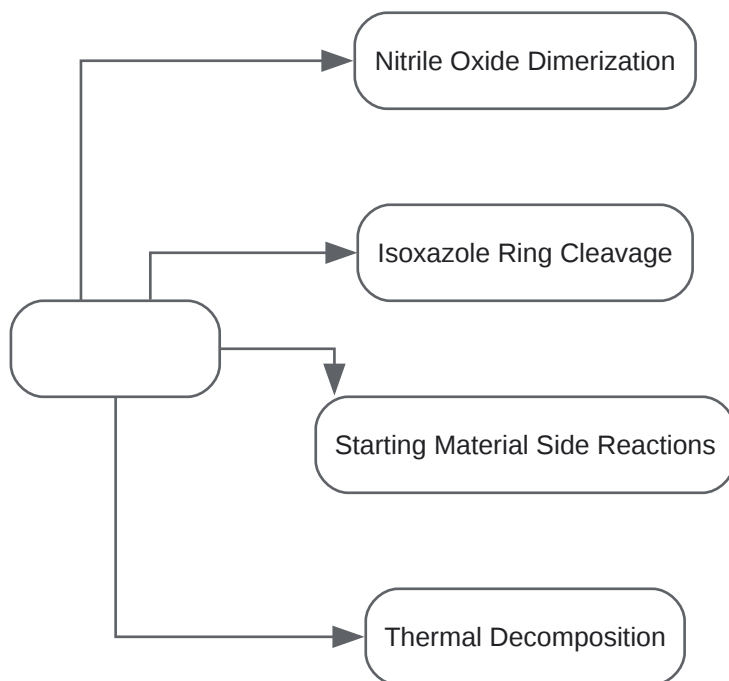 Nitrile Oxide Dimerization
Isoxazole Ring Cleavage
Starting Material Side Reactions
Thermal Decomposition